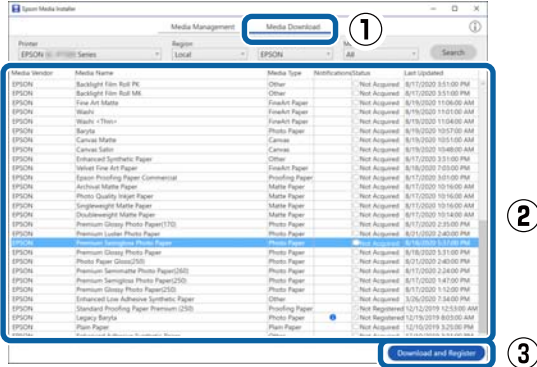 Epson Media Installer
Media Management Media Download ①
Printer Region
EPSON Series Local EPSON All Search
Media Vendor Media Name Media Type Notifications Status Last Updated
EPSON Backlight Film Roll PK Other Not Acquired 8/17/2020 3:51:00 PM
EPSON Backlight Film Roll MK Other Not Acquired 8/17/2020 3:51:00 PM
EPSON Fine Art Matte FineArt Paper Not Acquired 8/19/2020 11:06:00 AM
EPSON Washi FineArt Paper Not Acquired 8/19/2020 11:01:00 AM
EPSON Washi <Thin> FineArt Paper Not Acquired 8/19/2020 11:04:00 AM
EPSON Baryta Photo Paper Not Acquired 8/19/2020 10:57:00 AM
EPSON Canvas Matte Canvas Not Acquired 8/19/2020 10:51:00 AM
EPSON Canvas Satin Canvas Not Acquired 8/19/2020 10:48:00 AM
EPSON Enhanced Synthetic Paper Other Not Acquired 8/17/2020 3:31:00 PM
EPSON Velvet Fine Art Paper FineArt Paper Not Acquired 8/18/2020 7:03:00 PM
EPSON Epson Proofing Paper Commercial Proofing Paper Not Acquired 8/17/2020 3:01:00 PM
EPSON Archival Matte Paper Matte Paper Not Acquired 8/17/2020 10:16:00 AM
EPSON Photo Quality Inkjet Paper Matte Paper Not Acquired 8/17/2020 10:16:00 AM
EPSON Singleweight Matte Paper Matte Paper Not Acquired 8/17/2020 10:16:00 AM
EPSON Doubleweight Matte Paper Matte Paper Not Acquired 8/17/2020 10:14:00 AM
EPSON Premium Glossy Photo Paper(170) Photo Paper Not Acquired 8/17/2020 2:35:00 PM
EPSON Premium Luster Photo Paper Photo Paper Not Acquired 8/21/2020 2:40:00 PM
EPSON Premium Semigloss Photo Paper Photo Paper Not Acquired 8/18/2020 5:37:00 PM
EPSON Premium Glossy Photo Paper Photo Paper Not Acquired 8/18/2020 5:31:00 PM
EPSON Photo Paper Gloss(250) Photo Paper Not Acquired 8/21/2020 2:40:00 PM
EPSON Premium Semimatte Photo Paper(260) Photo Paper Not Acquired 8/17/2020 2:24:00 PM
EPSON Premium Semigloss Photo Paper(250) Photo Paper Not Acquired 8/17/2020 1:47:00 PM
EPSON Premium Glossy Photo Paper(250) Photo Paper Not Acquired 8/17/2020 1:12:00 PM
EPSON Enhanced Low Adhesive Synthetic Paper Other Not Acquired 3/26/2020 7:34:00 PM
EPSON Standard Proofing Paper Premium (250) Proofing Paper Not Registered 12/12/2019 12:53:00 AM
EPSON Legacy Baryta Photo Paper Not Registered 12/19/2019 8:03:00 AM
EPSON Plain Paper Plain Paper Not Acquired 12/10/2019 3:25:00 PM
②
Download and Register ③